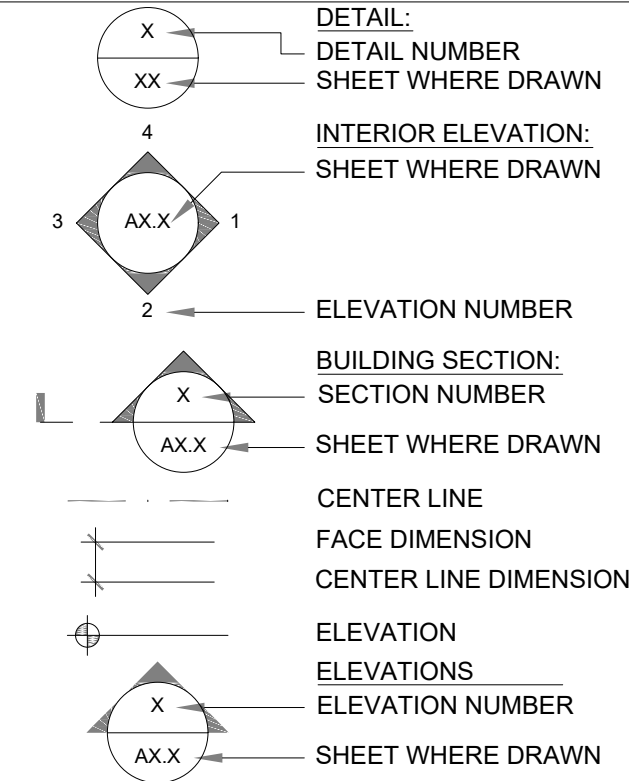 DETAIL:
X
DETAIL NUMBER
XX
SHEET WHERE DRAWN
4
INTERIOR ELEVATION:
SHEET WHERE DRAWN
3
AX.X
1
2
ELEVATION NUMBER
BUILDING SECTION:
X
SECTION NUMBER
AX.X
SHEET WHERE DRAWN
CENTER LINE
FACE DIMENSION
CENTER LINE DIMENSION
ELEVATION
ELEVATIONS
X
ELEVATION NUMBER
AX.X
SHEET WHERE DRAWN